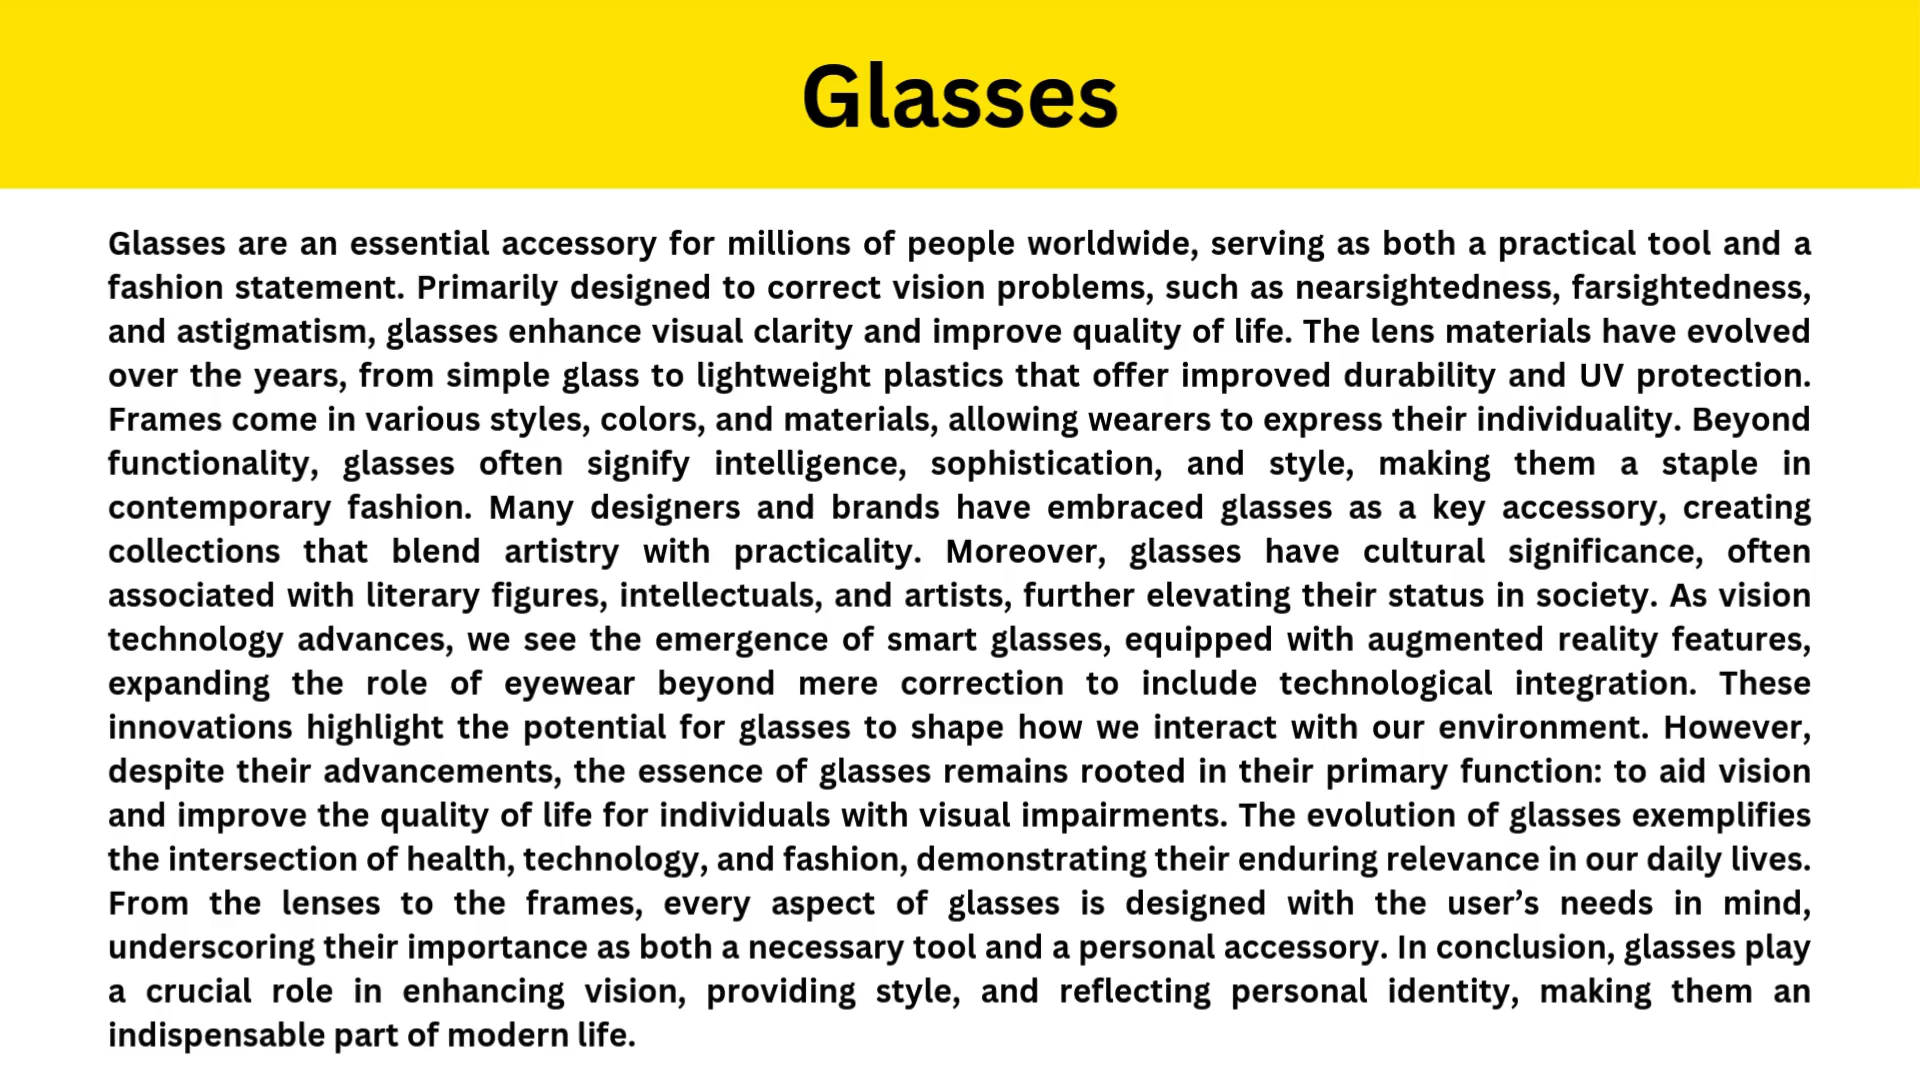 Glasses
Glasses are an essential accessory for millions of people worldwide, serving as both a practical tool and a
fashion statement. Primarily designed to correct vision problems, such as nearsightedness, farsightedness,
and astigmatism, glasses enhance visual clarity and improve quality of life. The lens materials have evolved
over the years, from simple glass to lightweight plastics that offer improved durability and UV protection.
Frames come in various styles, colors, and materials, allowing wearers to express their individuality. Beyond
functionality, glasses often signify intelligence, sophistication, and style, making them a staple in
contemporary fashion. Many designers and brands have embraced glasses as a key accessory, creating
collections that blend artistry with practicality. Moreover, glasses have cultural significance, often
associated with literary figures, intellectuals, and artists, further elevating their status in society. As vision
technology advances, we see the emergence of smart glasses, equipped with augmented reality features,
expanding the role of eyewear beyond mere correction to include technological integration. These
innovations highlight the potential for glasses to shape how we interact with our environment. However,
despite their advancements, the essence of glasses remains rooted in their primary function: to aid vision
and improve the quality of life for individuals with visual impairments. The evolution of glasses exemplifies
the intersection of health, technology, and fashion, demonstrating their enduring relevance in our daily lives.
From the lenses to the frames, every aspect of glasses is designed with the user’s needs in mind,
underscoring their importance as both a necessary tool and a personal accessory. In conclusion, glasses play
a crucial role in enhancing vision, providing style, and reflecting personal identity, making them an
indispensable part of modern life.